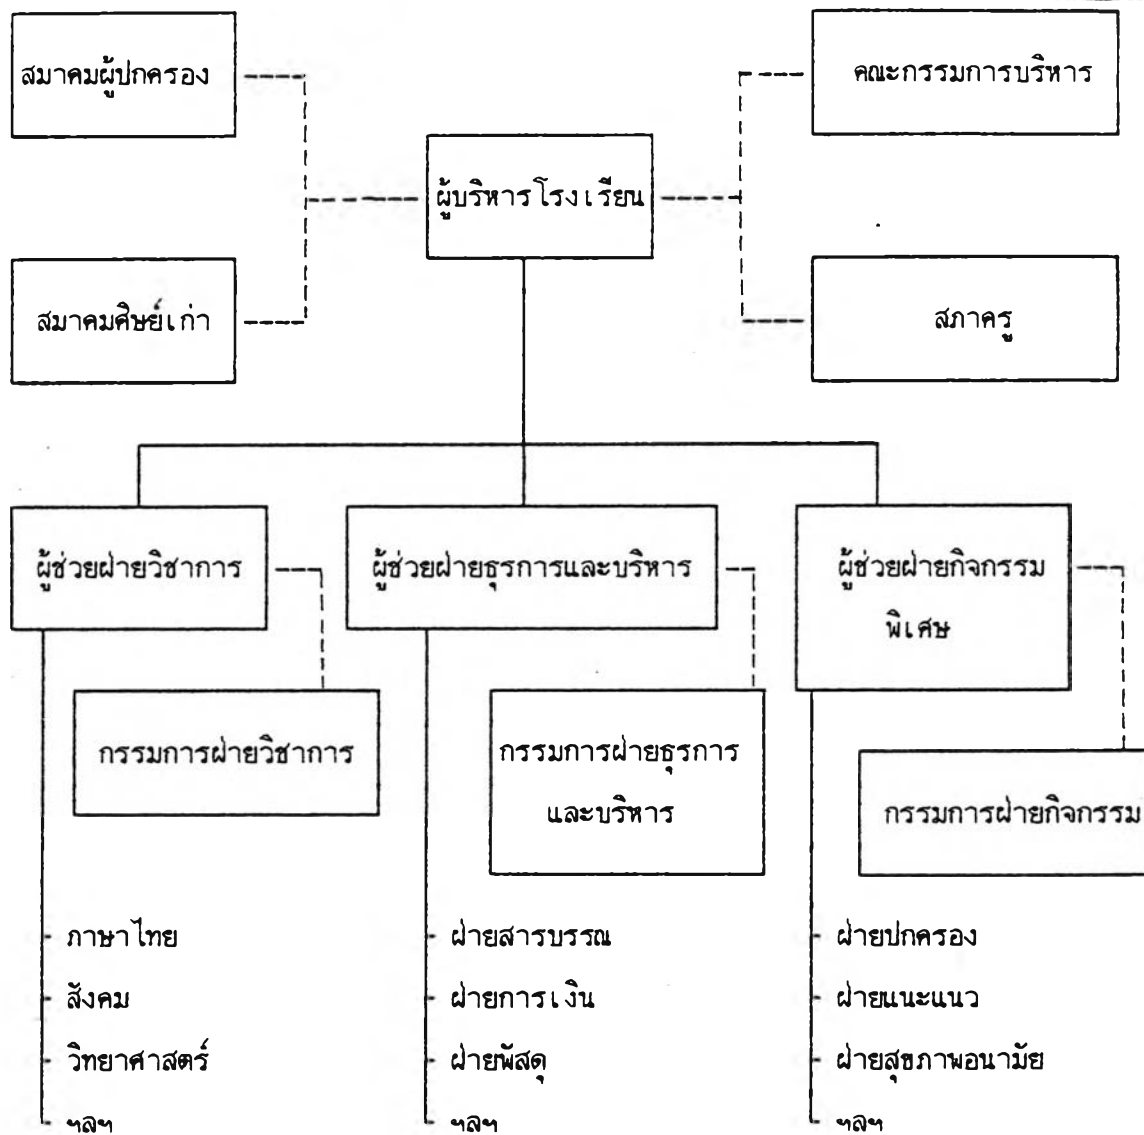 สมาคมผู้ปกครอง
คณะกรรมการบริหาร
ผู้บริหารโรงเรียน
สมาคมศิษย์เก่า
สภาครู
ผู้ช่วยฝ่ายวิชาการ
ผู้ช่วยฝ่ายธุรการและบริหาร
ผู้ช่วยฝ่ายกิจกรรม
พิเศษ
กรรมการฝ่ายวิชาการ
กรรมการฝ่ายธุรการ
และบริหาร
กรรมการฝ่ายกิจกรรม
- ภาษาไทย
- สังคม
- วิทยาศาสตร์
- ฯลฯ
- ฝ่ายสารบรรณ
- ฝ่ายการเงิน
- ฝ่ายพัสดุ
- ฯลฯ
- ฝ่ายปกครอง
- ฝ่ายแนะแนว
- ฝ่ายสุขภาพอนามัย
- ฯลฯ